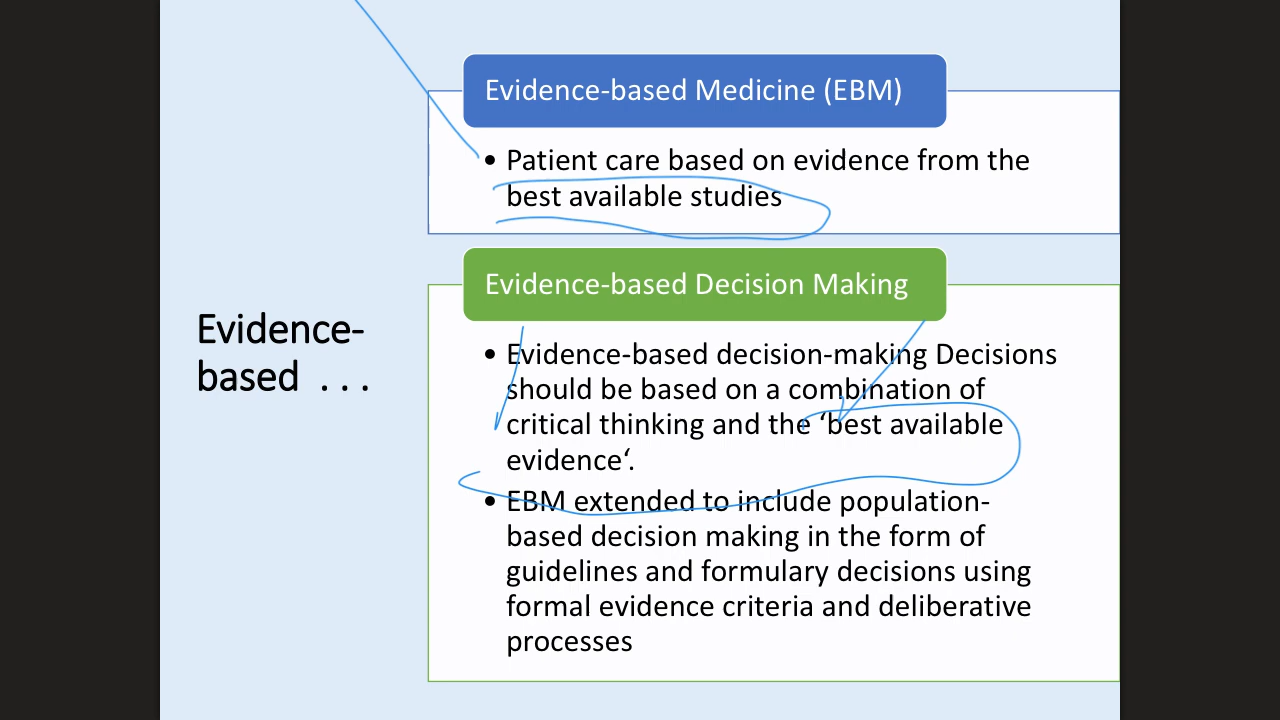 Evidence-based Medicine (EBM)
• Patient care based on evidence from the
best available studies
Evidence-based Decision Making
Evidence-
based . . .
• Evidence-based decision-making Decisions
should be based on a combination of
critical thinking and the ‘best available
evidence‘.
• EBM extended to include population-
based decision making in the form of
guidelines and formulary decisions using
formal evidence criteria and deliberative
processes